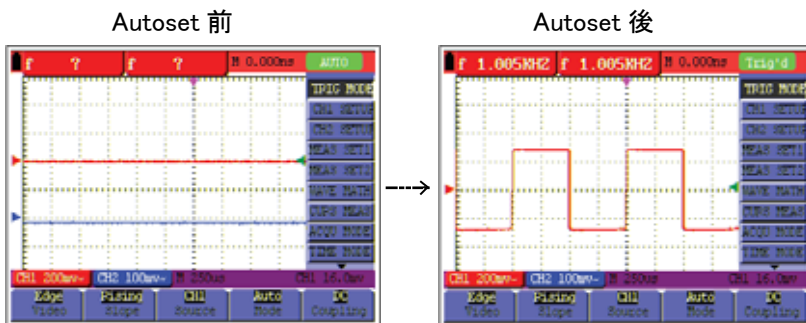 Autoset 前
Autoset 後
f ? f ? M 0.000ns AUTO
TRIG MODE
CH1 SETUP
CH2 SETUP
MEAS SET1
MEAS SET2
WAVE MATH
CURS MEAS
ACQU MODE
TIME MODE
CH1 200mv~ CH2 100mv~ M 250us CH1 16.0mv
Edge Rising CH1 Auto DC
Video Slope Source Mode Coupling
f 1.005KHZ f 1.005KHZ M 0.000ns Trig'd
TRIG MODE
CH1 SETUP
CH2 SETUP
MEAS SET1
MEAS SET2
WAVE MATH
CURS MEAS
ACQU MODE
TIME MODE
CH1 200mv~ CH2 100mv~ M 250us CH1 16.0mv
Edge Rising CH1 Auto DC
Video Slope Source Mode Coupling